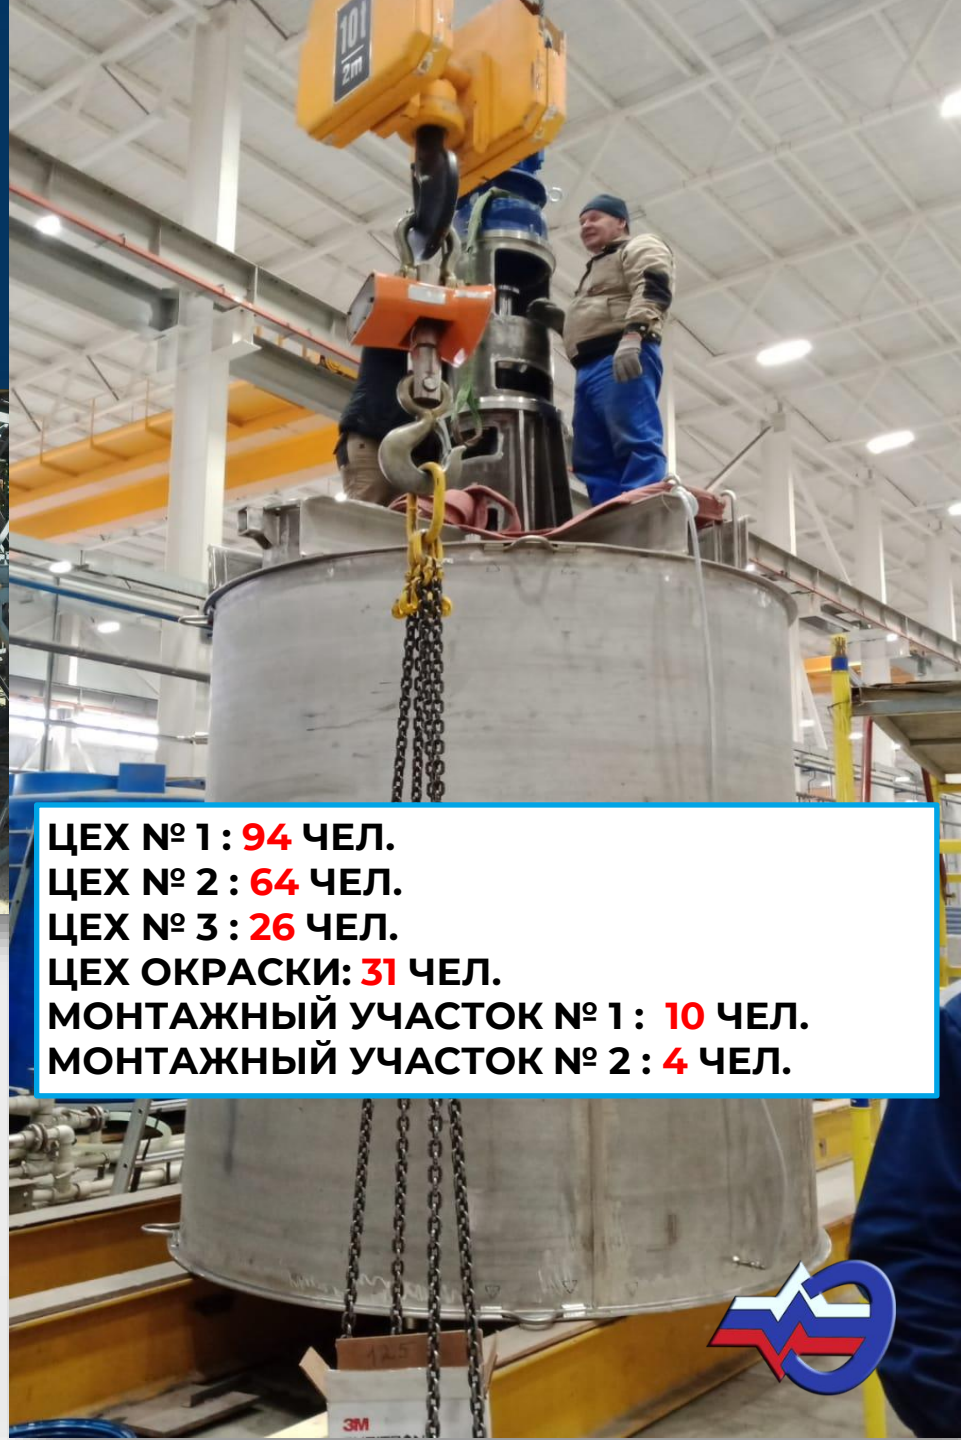 10t
2m
ЦЕХ № 1 : 94 ЧЕЛ.
ЦЕХ № 2 : 64 ЧЕЛ.
ЦЕХ № 3 : 26 ЧЕЛ.
ЦЕХ ОКРАСКИ: 31 ЧЕЛ.
МОНТАЖНЫЙ УЧАСТОК № 1 : 10 ЧЕЛ.
МОНТАЖНЫЙ УЧАСТОК № 2 : 4 ЧЕЛ.
125
3M